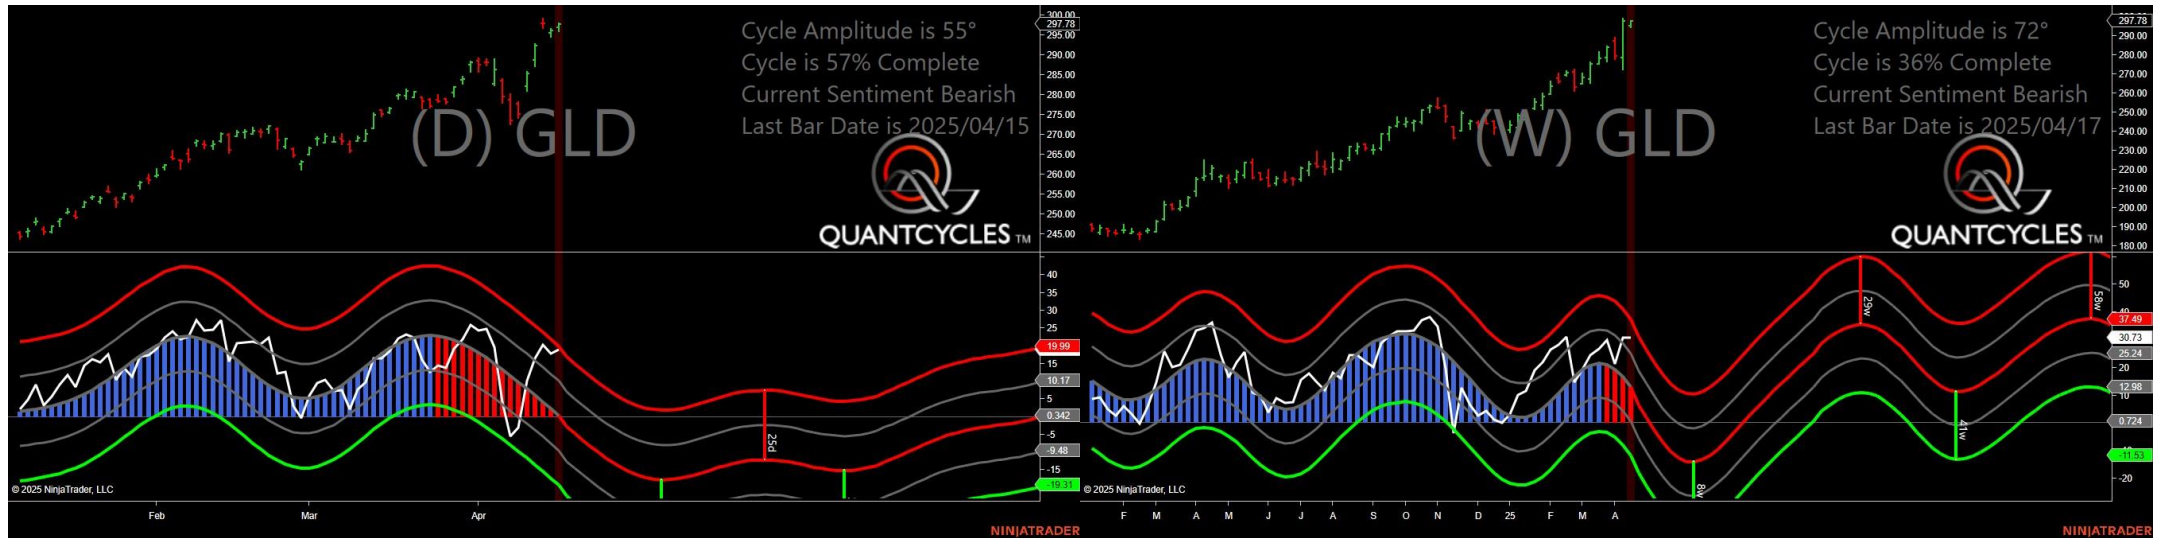 Cycle Amplitude is 55°
Cycle is 57% Complete
Current Sentiment Bearish
Last Bar Date is 2025/04/15
(D) GLD
QUANTCYCLES TM
300.00
297.78
295.00
290.00
285.00
280.00
275.00
270.00
265.00
260.00
255.00
250.00
245.00
40
35
30
25
19.99
15
10.17
5
0.342
-5
-9.48
-15
-19.31
25d
© 2025 NinjaTrader, LLC
Feb Mar Apr
NINJATRADER
Cycle Amplitude is 72°
Cycle is 36% Complete
Current Sentiment Bearish
Last Bar Date is 2025/04/17
(W) GLD
QUANTCYCLES TM
297.78
290.00
280.00
270.00
260.00
250.00
240.00
230.00
220.00
210.00
200.00
190.00
180.00
50
37.49
30.73
25.24
20
12.98
10
0.724
-11.53
-20
29w
58w
41w
8w
© 2025 NinjaTrader, LLC
F M A M J J A S O N D 25 F M A
NINJATRADER